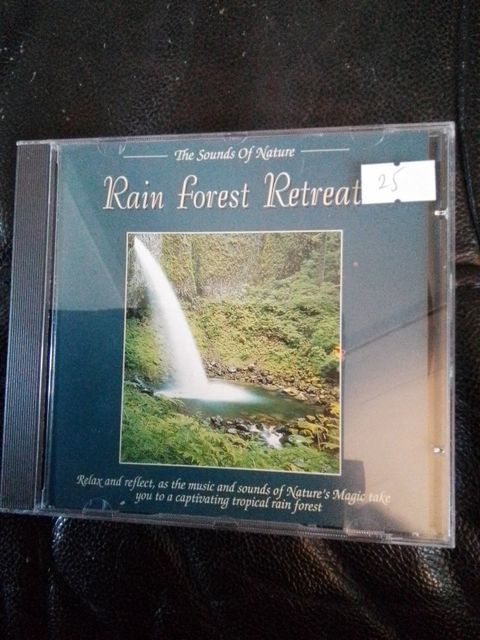 The Sounds Of Nature
Rain Forest Retreat
25
Relax and reflect, as the music and sounds of Nature's Magic take
you to a captivating tropical rain forest